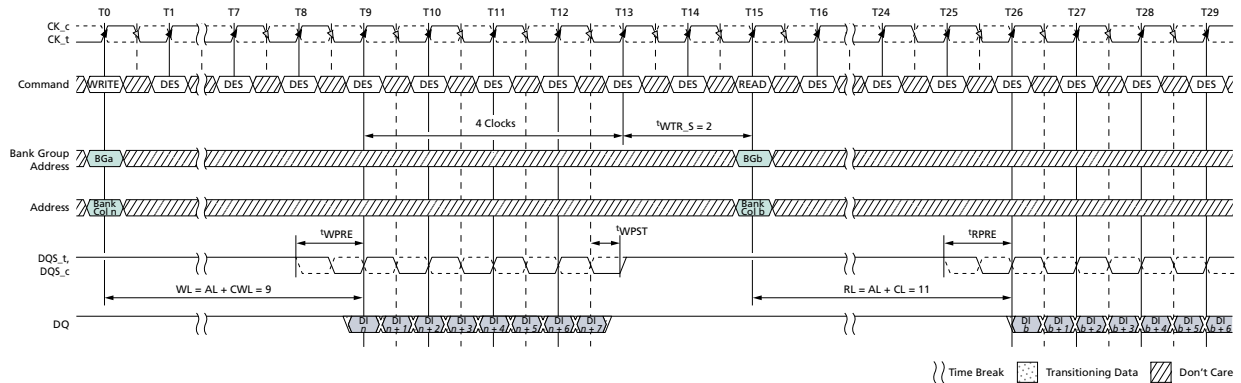 T0 T1 T7 T8 T9 T10 T11 T12 T13 T14 T15 T16 T24 T25 T26 T27 T28 T29
CK_c
CK_t
Command WRITE DES DES DES DES DES DES DES DES DES READ DES DES DES DES DES DES DES
4 Clocks tWTR_S = 2
Bank Group
Address BGa BGb
Address Bank
Col n Bank
Col b
tWPRE tWPST tRPRE
DQS_t,
DQS_c
WL = AL + CWL = 9 RL = AL + CL = 11
DQ DI
n DI
n + 1 DI
n + 2 DI
n + 3 DI
n + 4 DI
n + 5 DI
n + 6 DI
n + 7 DI
b DI
b + 1 DI
b + 2 DI
b + 3 DI
b + 4 DI
b + 5 DI
b + 6
Time Break Transitioning Data Don't Care